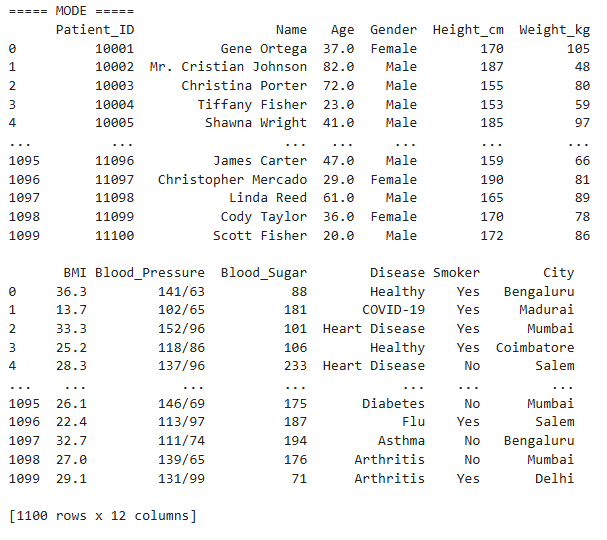 ===== MODE =====
      Patient_ID                  Name   Age  Gender  Height_cm  Weight_kg
0          10001           Gene Ortega  37.0  Female        170        105
1          10002  Mr. Cristian Johnson  82.0    Male        187         48
2          10003      Christina Porter  72.0    Male        155         80
3          10004        Tiffany Fisher  23.0    Male        153         59
4          10005         Shawna Wright  41.0    Male        185         97
...          ...                   ...   ...     ...        ...        ...
1095       11096          James Carter  47.0    Male        159         66
1096       11097   Christopher Mercado  29.0  Female        190         81
1097       11098            Linda Reed  61.0    Male        165         89
1098       11099           Cody Taylor  36.0  Female        170         78
1099       11100          Scott Fisher  20.0    Male        172         86

       BMI Blood_Pressure  Blood_Sugar        Disease Smoker        City
0     36.3         141/63           88        Healthy    Yes   Bengaluru
1     13.7         102/65          181       COVID-19    Yes     Madurai
2     33.3         152/96          101  Heart Disease    Yes      Mumbai
3     25.2         118/86          106        Healthy    Yes  Coimbatore
4     28.3         137/96          233  Heart Disease     No       Salem
...    ...            ...          ...            ...    ...         ...
1095  26.1         146/69          175       Diabetes     No      Mumbai
1096  22.4         113/97          187            Flu    Yes       Salem
1097  32.7         111/74          194         Asthma     No   Bengaluru
1098  27.0         139/65          176      Arthritis     No      Mumbai
1099  29.1         131/99           71      Arthritis    Yes       Delhi

[1100 rows x 12 columns]